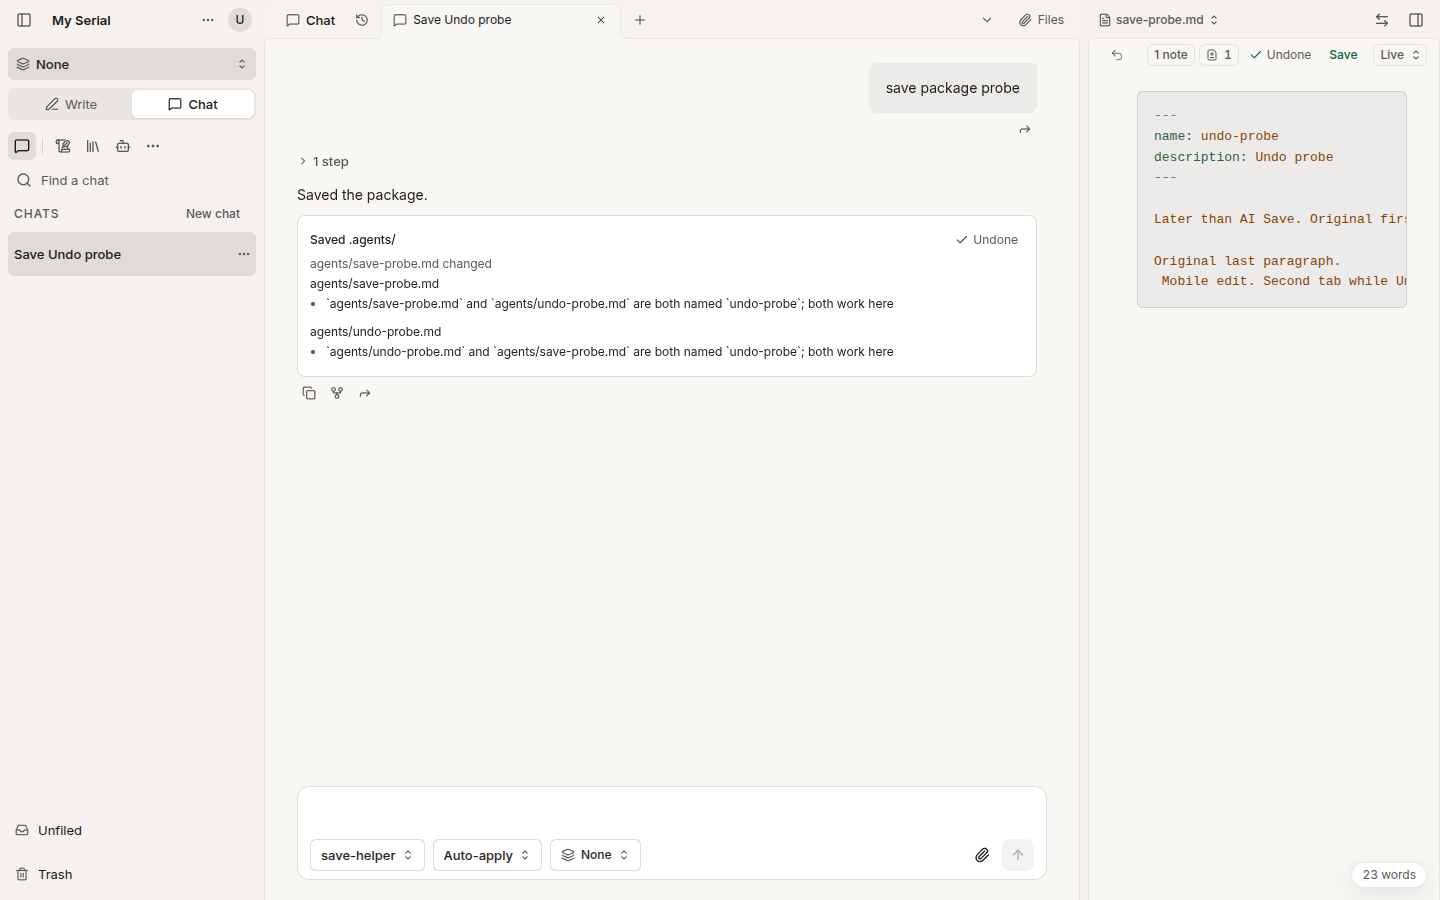 My Serial
U
None
Write
Chat
Find a chat
CHATS
New chat
Save Undo probe
Unfiled
Trash
Chat
Save Undo probe
Files
save package probe
1 step
Saved the package.
Saved .agents/
Undone
agents/save-probe.md changed
agents/save-probe.md
• `agents/save-probe.md` and `agents/undo-probe.md` are both named `undo-probe`; both work here
agents/undo-probe.md
• `agents/undo-probe.md` and `agents/save-probe.md` are both named `undo-probe`; both work here
save-helper
Auto-apply
None
save-probe.md
1 note
1
Undone
Save
Live
---
name: undo-probe
description: Undo probe
---
Later than AI Save. Original firs
Original last paragraph.
Mobile edit. Second tab while Un
23 words